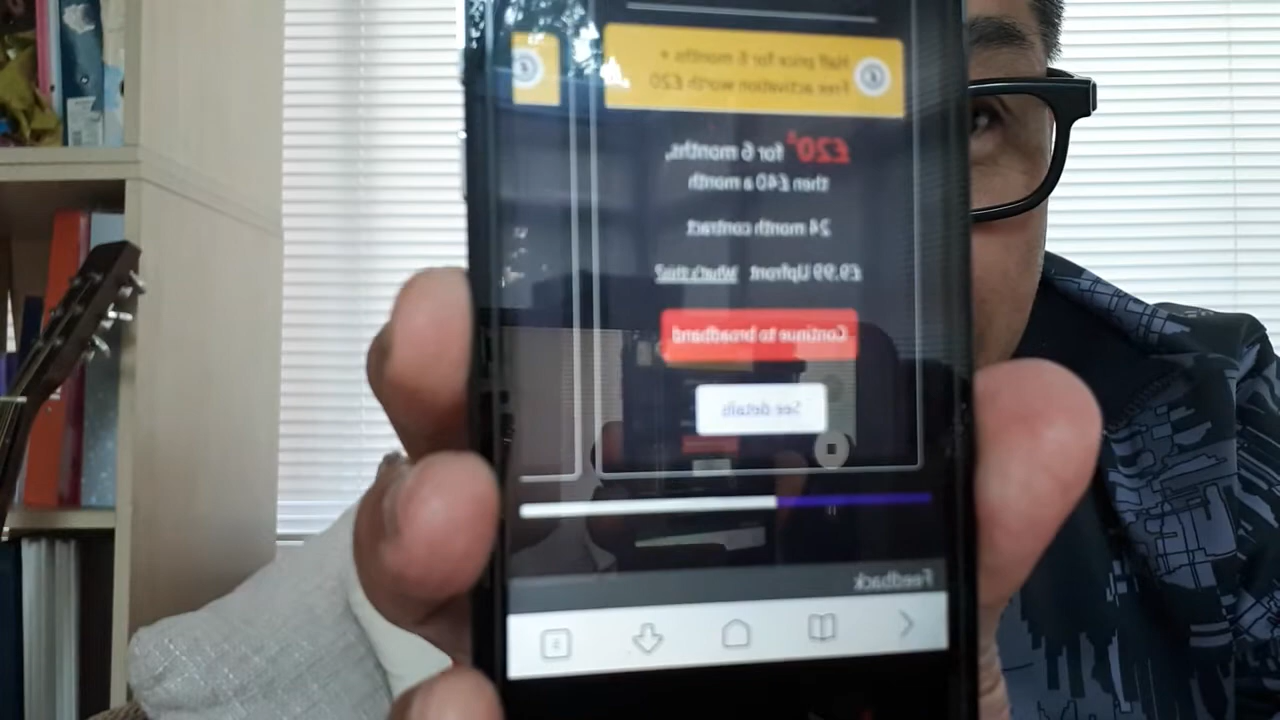 Half price for 6 months +
Free activation worth £20
£20 for 6 months,
then £40 a month
24 month contract
£9.99 Upfront What's this?
Continue to broadband
See details
Feedback